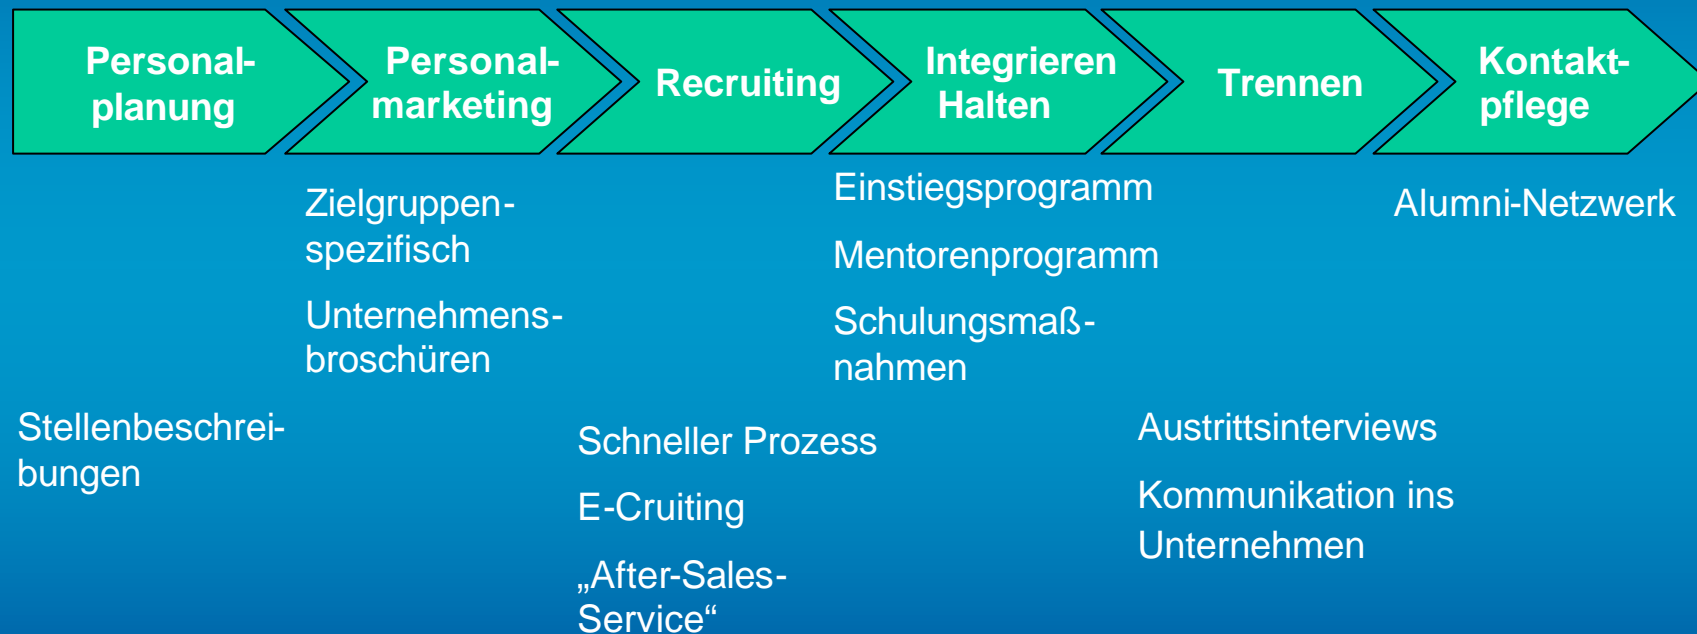 Personal-
planung
Personal-
marketing
Recruiting
Integrieren
Halten
Trennen
Kontakt-
pflege
Stellenbeschrei-
bungen
Zielgruppen-
spezifisch
Unternehmens-
broschüren
Schneller Prozess
E-Cruiting
„After-Sales-
Service“
Einstiegsprogramm
Mentorenprogramm
Schulungsmaß-
nahmen
Austrittsinterviews
Kommunikation ins
Unternehmen
Alumni-Netzwerk